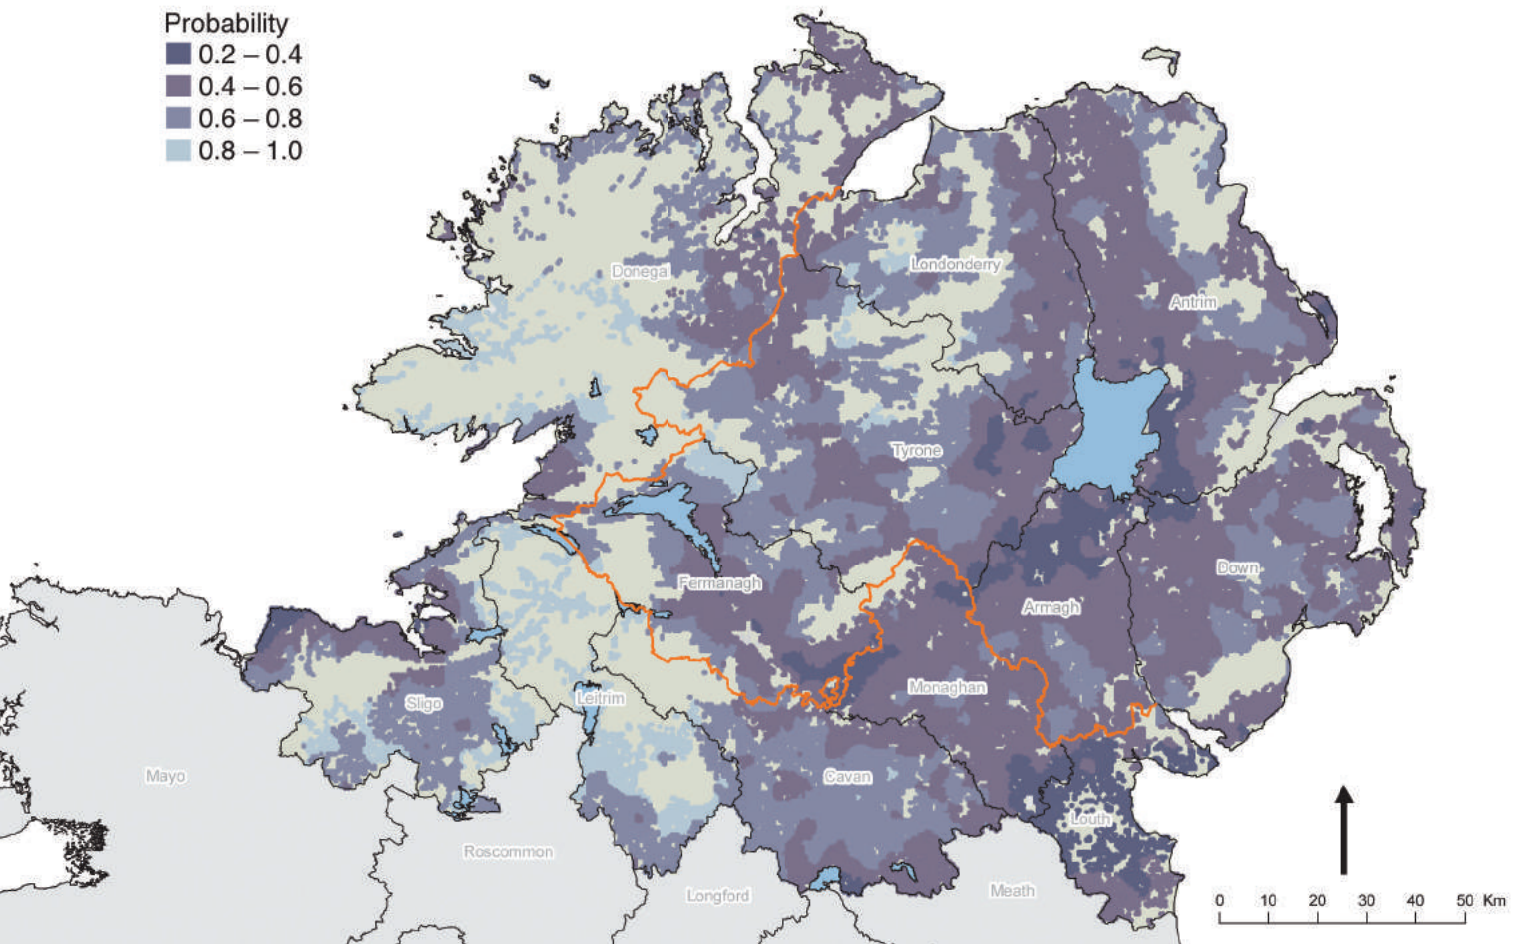 Probability
0.2 – 0.4
0.4 – 0.6
0.6 – 0.8
0.8 – 1.0
Donegal
Londonderry
Antrim
Tyrone
Fermanagh
Down
Armagh
Monaghan
Leitrim
Sligo
Mayo
Cavan
Louth
Roscommon
Longford
Meath
0 10 20 30 40 50 Km